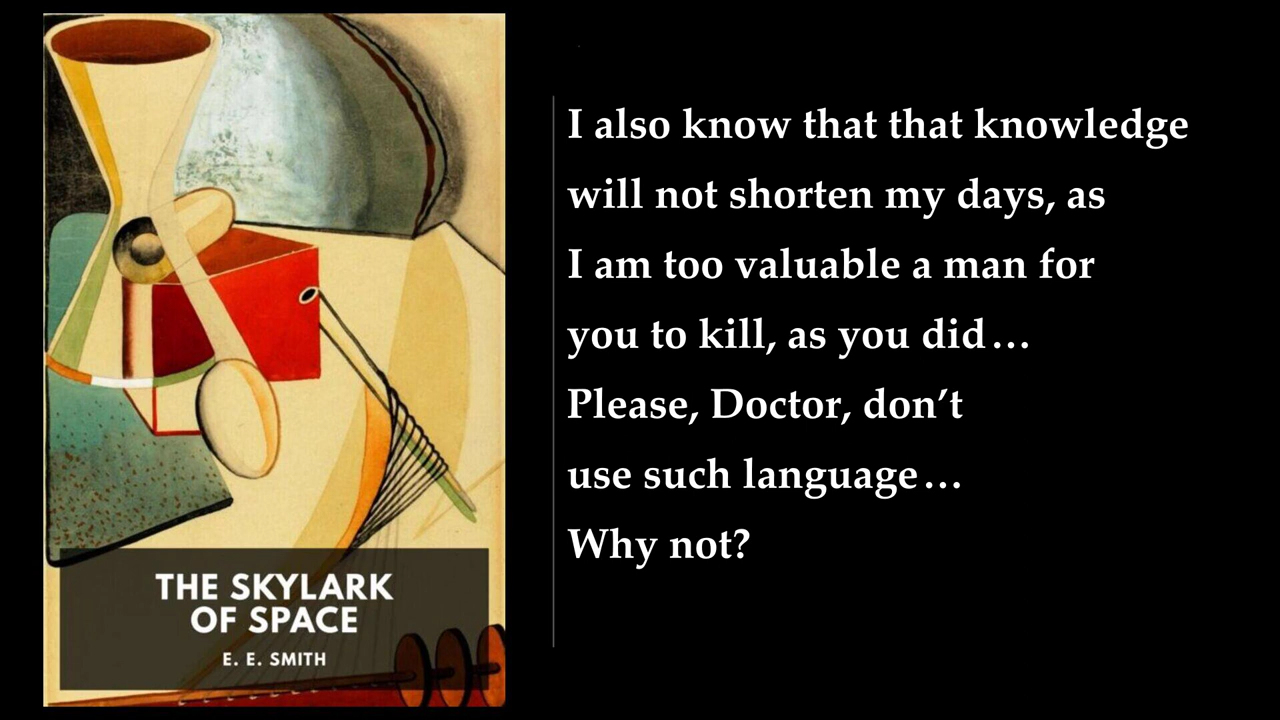 THE SKYLARK
OF SPACE
E. E. SMITH
I also know that that knowledge
will not shorten my days, as
I am too valuable a man for
you to kill, as you did…
Please, Doctor, don’t
use such language…
Why not?